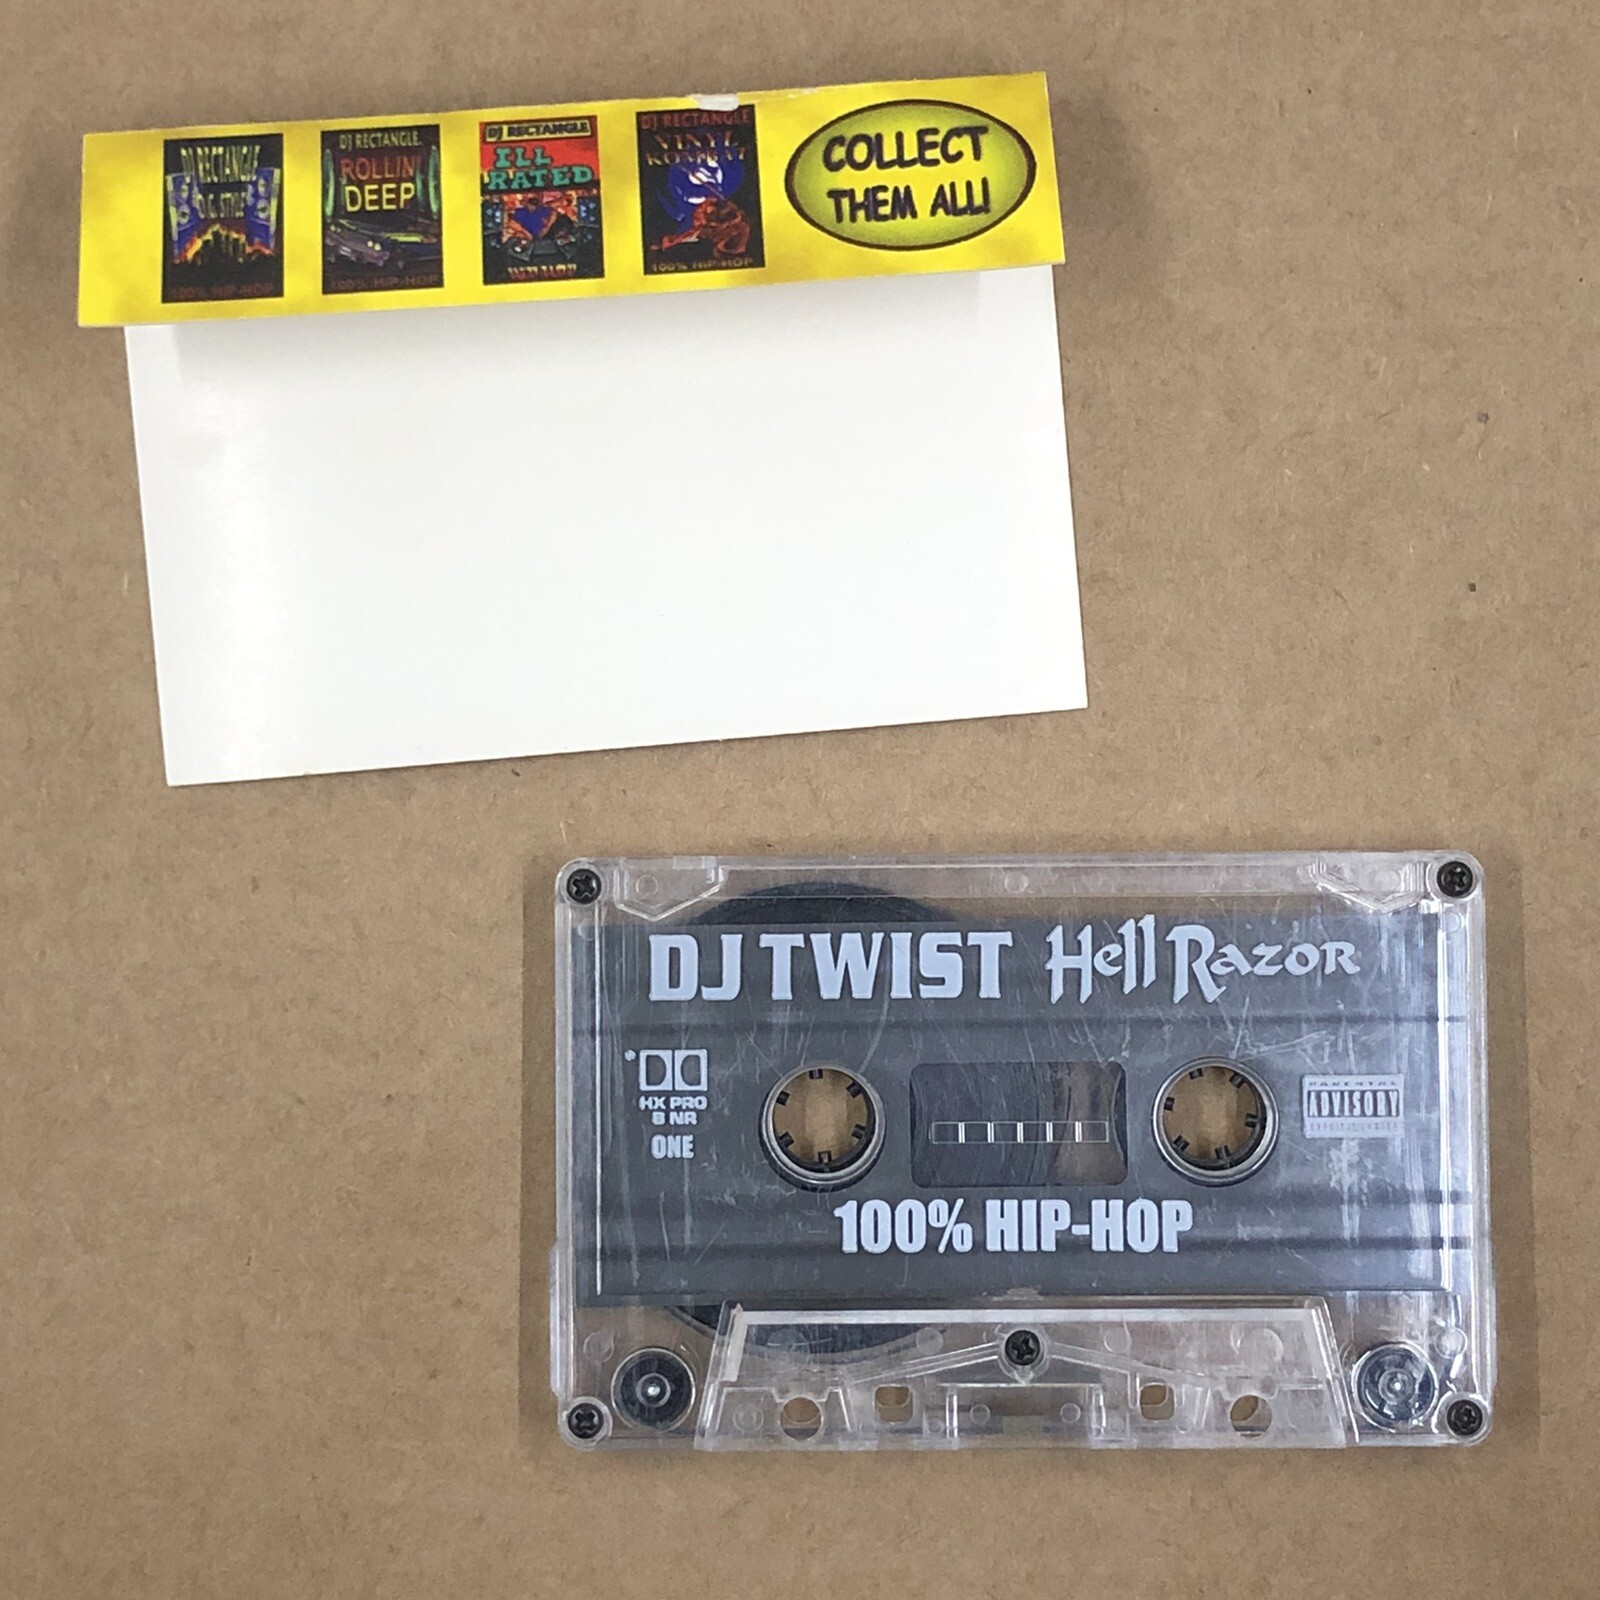 DJ RECTANGLE
O.G. STYLE
100% HIP-HOP
DJ RECTANGLE
ROLLIN'
DEEP
100% HIP-HOP
DJ RECTANGLE
ILL
RATED
DJ RECTANGLE
VINYL
KOMBAT
100% HIP-HOP
COLLECT
THEM ALL!
DJ TWIST Hell Razor
HX PRO
B NR
ONE
PARENTAL
ADVISORY
EXPLICIT LYRICS
100% HIP-HOP